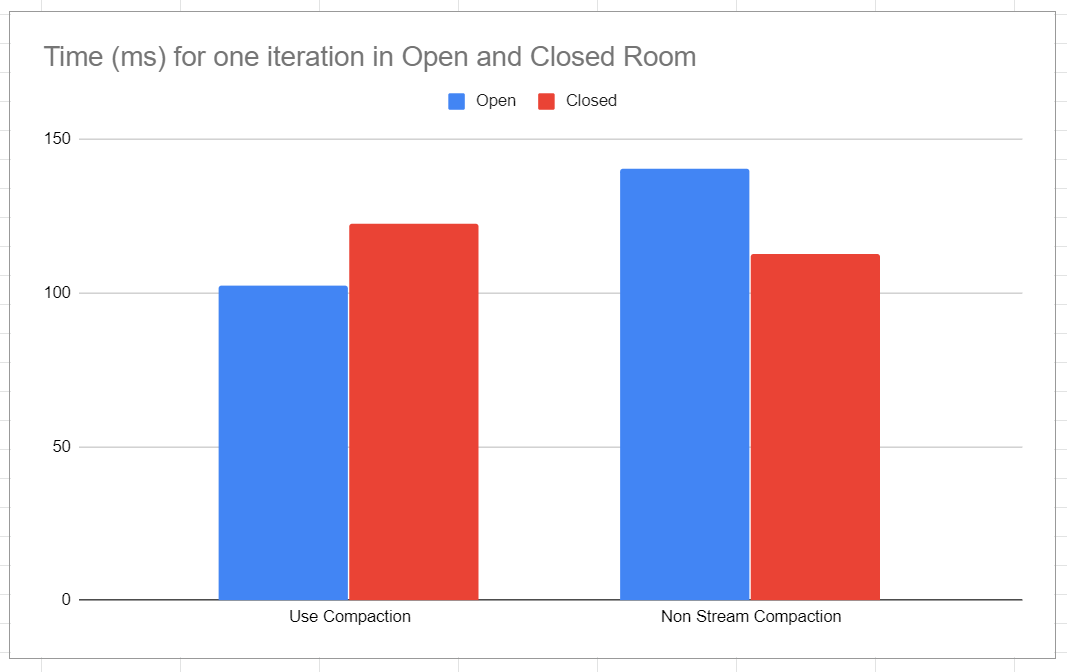 Time (ms) for one iteration in Open and Closed Room
Open Closed
150
100
50
0
Use Compaction Non Stream Compaction